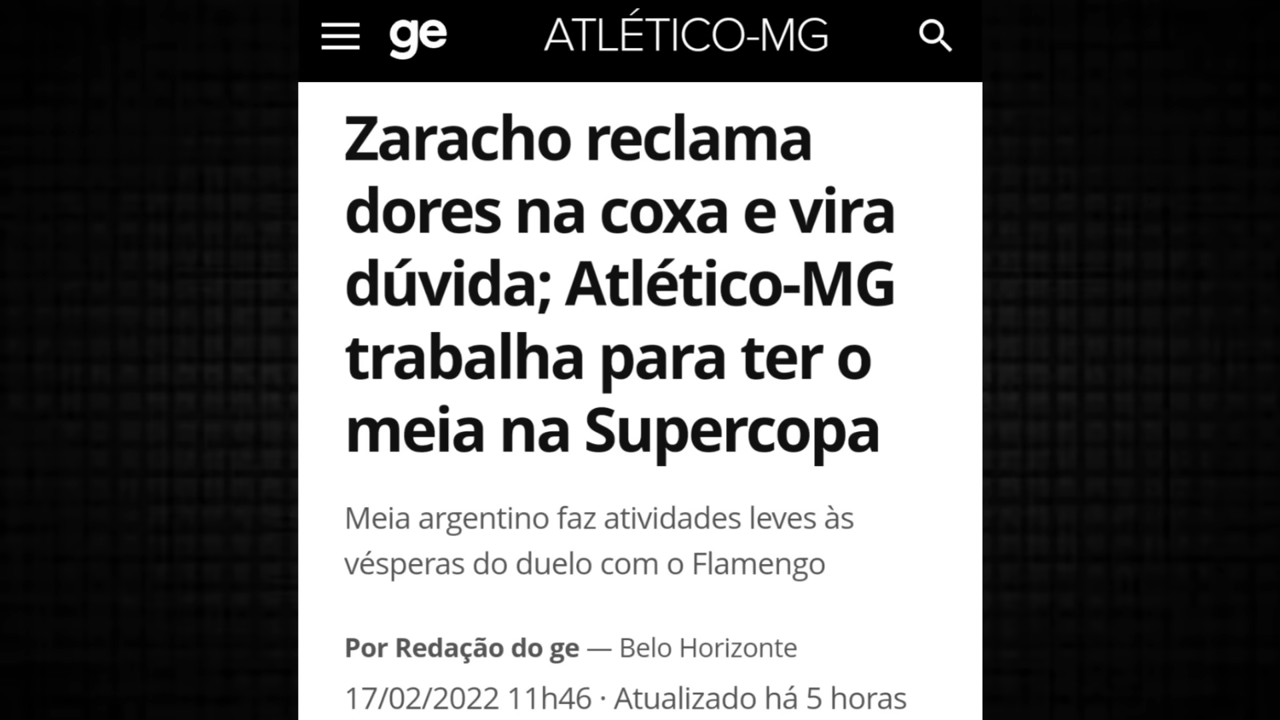 ge ATLÉTICO-MG
Zaracho reclama
dores na coxa e vira
dúvida; Atlético-MG
trabalha para ter o
meia na Supercopa
Meia argentino faz atividades leves às
vésperas do duelo com o Flamengo
Por Redação do ge — Belo Horizonte
17/02/2022 11h46 · Atualizado há 5 horas